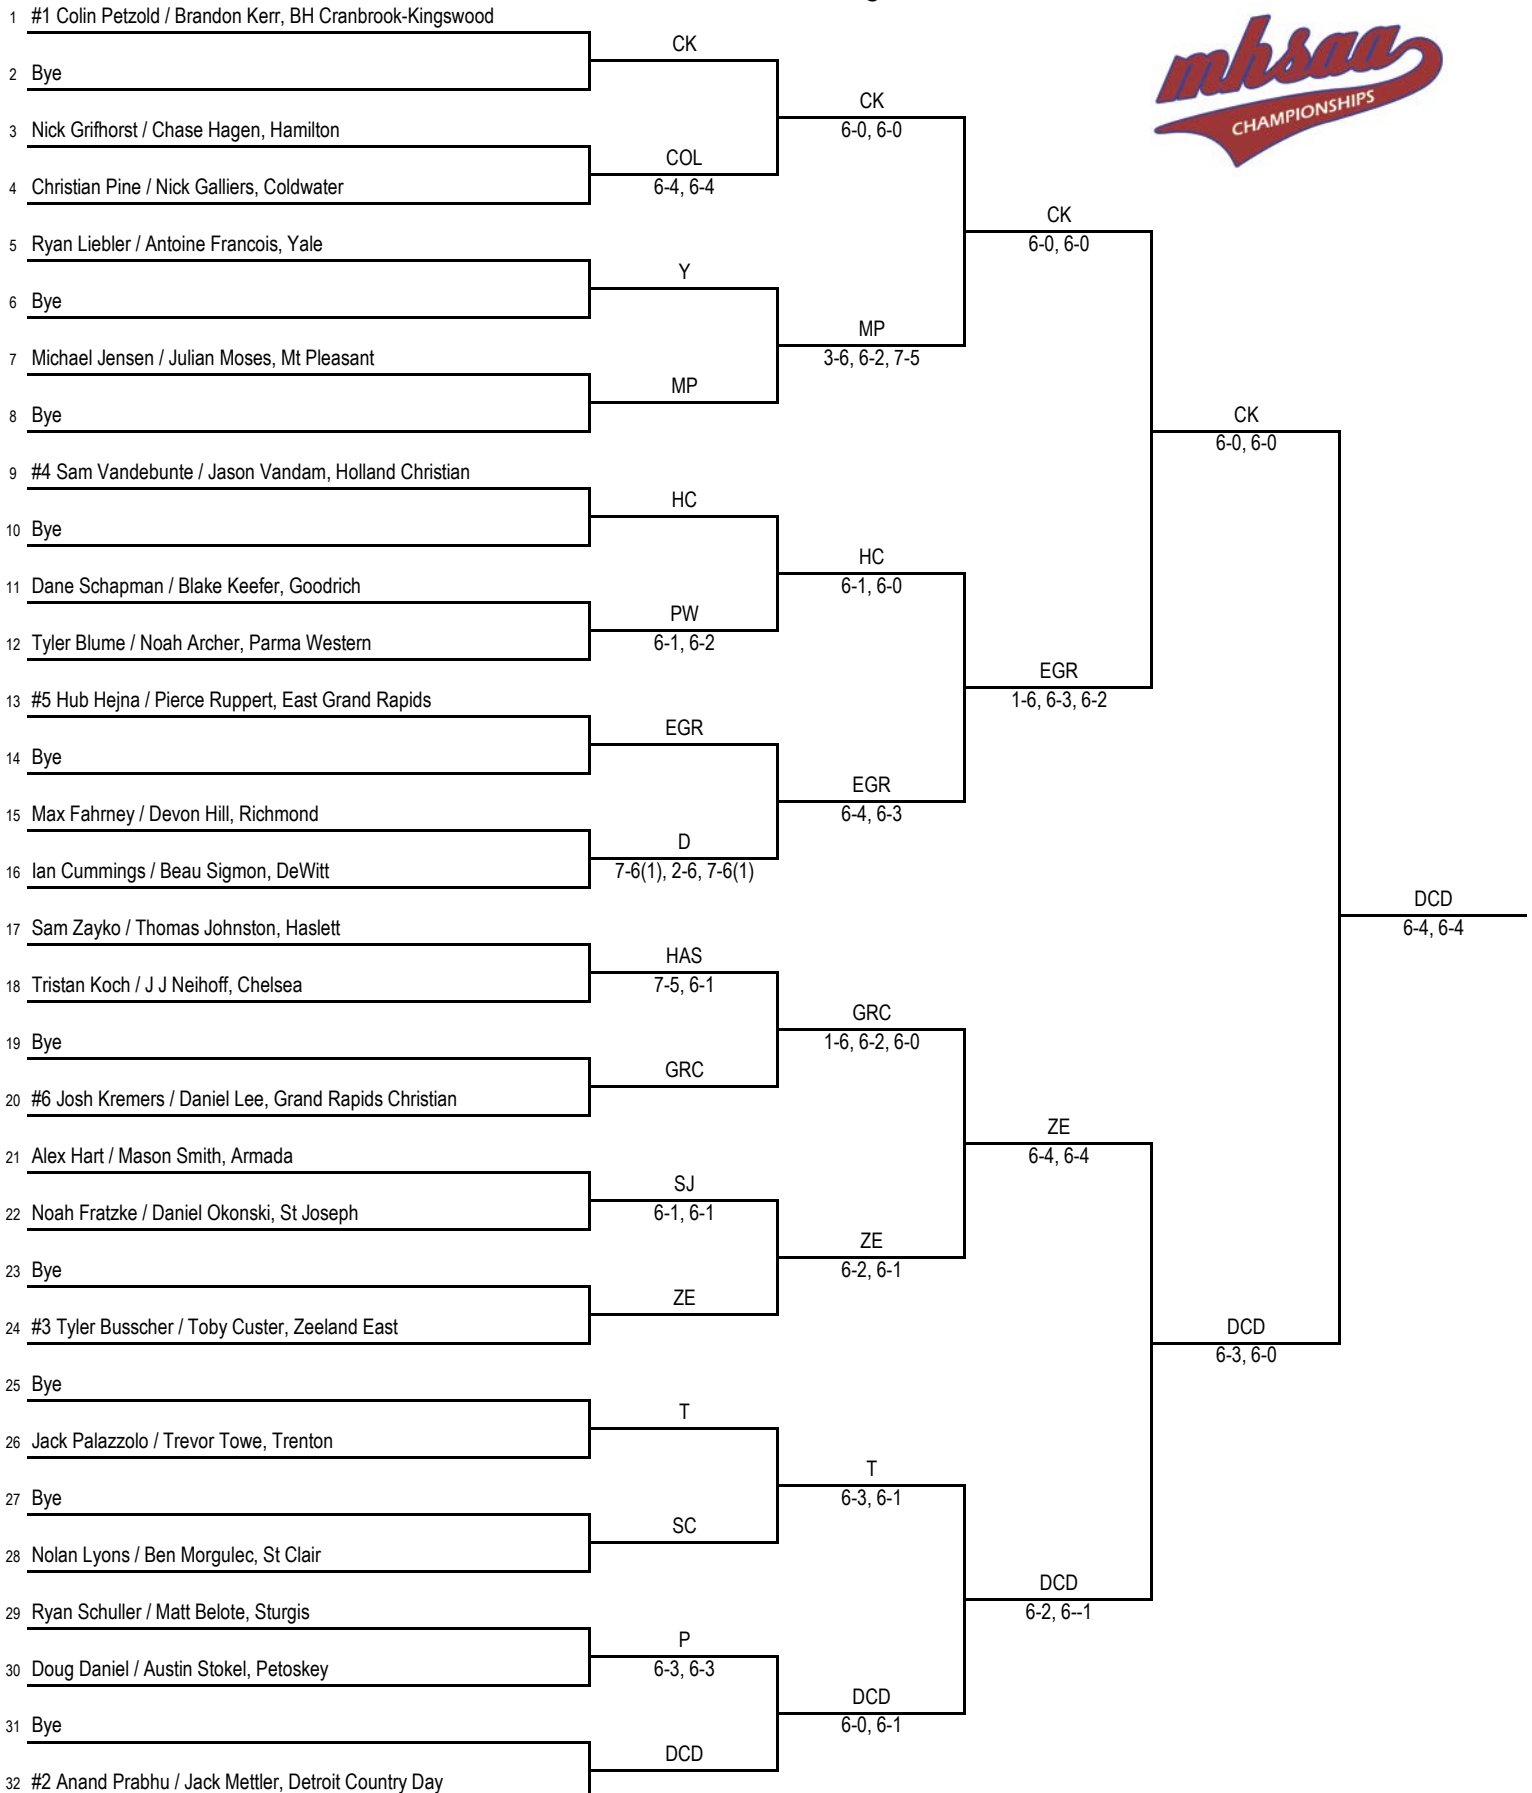 1 #1 Colin Petzold / Brandon Kerr, BH Cranbrook-Kingswood
CK
2 Bye
CK
6-0, 6-0
3 Nick Grifhorst / Chase Hagen, Hamilton
COL
6-4, 6-4
4 Christian Pine / Nick Galliers, Coldwater
CK
6-0, 6-0
5 Ryan Liebler / Antoine Francois, Yale
Y
6 Bye
MP
3-6, 6-2, 7-5
7 Michael Jensen / Julian Moses, Mt Pleasant
MP
8 Bye
CK
6-0, 6-0
9 #4 Sam Vandebunte / Jason Vandam, Holland Christian
HC
10 Bye
HC
6-1, 6-0
11 Dane Schapman / Blake Keefer, Goodrich
PW
6-1, 6-2
12 Tyler Blume / Noah Archer, Parma Western
EGR
1-6, 6-3, 6-2
13 #5 Hub Hejna / Pierce Ruppert, East Grand Rapids
EGR
14 Bye
EGR
6-4, 6-3
15 Max Fahrney / Devon Hill, Richmond
D
7-6(1), 2-6, 7-6(1)
16 Ian Cummings / Beau Sigmon, DeWitt
DCD
6-4, 6-4
17 Sam Zayko / Thomas Johnston, Haslett
HAS
7-5, 6-1
18 Tristan Koch / J J Neihoff, Chelsea
GRC
1-6, 6-2, 6-0
19 Bye
GRC
20 #6 Josh Kremers / Daniel Lee, Grand Rapids Christian
ZE
6-4, 6-4
21 Alex Hart / Mason Smith, Armada
SJ
6-1, 6-1
22 Noah Fratzke / Daniel Okonski, St Joseph
ZE
6-2, 6-1
23 Bye
ZE
24 #3 Tyler Busscher / Toby Custer, Zeeland East
DCD
6-3, 6-0
25 Bye
T
26 Jack Palazzolo / Trevor Towe, Trenton
T
6-3, 6-1
27 Bye
SC
28 Nolan Lyons / Ben Morgulec, St Clair
DCD
6-2, 6--1
29 Ryan Schuller / Matt Belote, Sturgis
P
6-3, 6-3
30 Doug Daniel / Austin Stokel, Petoskey
DCD
6-0, 6-1
31 Bye
DCD
32 #2 Anand Prabhu / Jack Mettler, Detroit Country Day
mhsaa
CHAMPIONSHIPS